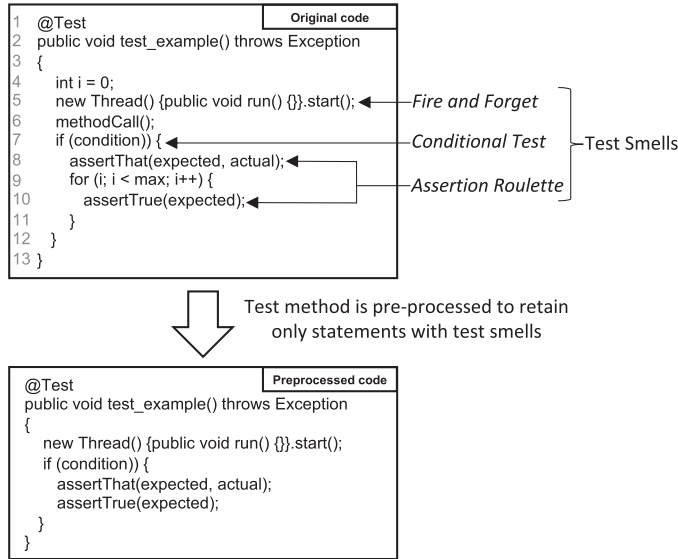 Original code
1 @Test
2 public void test_example() throws Exception
3 {
4 int i = 0;
5 new Thread() {public void run() {}}.start();
Fire and Forget
6 methodCall();
7 if (condition)) {
Conditional Test
Test Smells
8 assertThat(expected, actual);
9 for (i; i < max; i++) {
Assertion Roulette
10 assertTrue(expected);
11 }
12 }
13 }
Test method is pre-processed to retain
only statements with test smells
Preprocessed code
@Test
public void test_example() throws Exception
{
new Thread() {public void run() {}}.start();
if (condition)) {
assertThat(expected, actual);
assertTrue(expected);
}
}